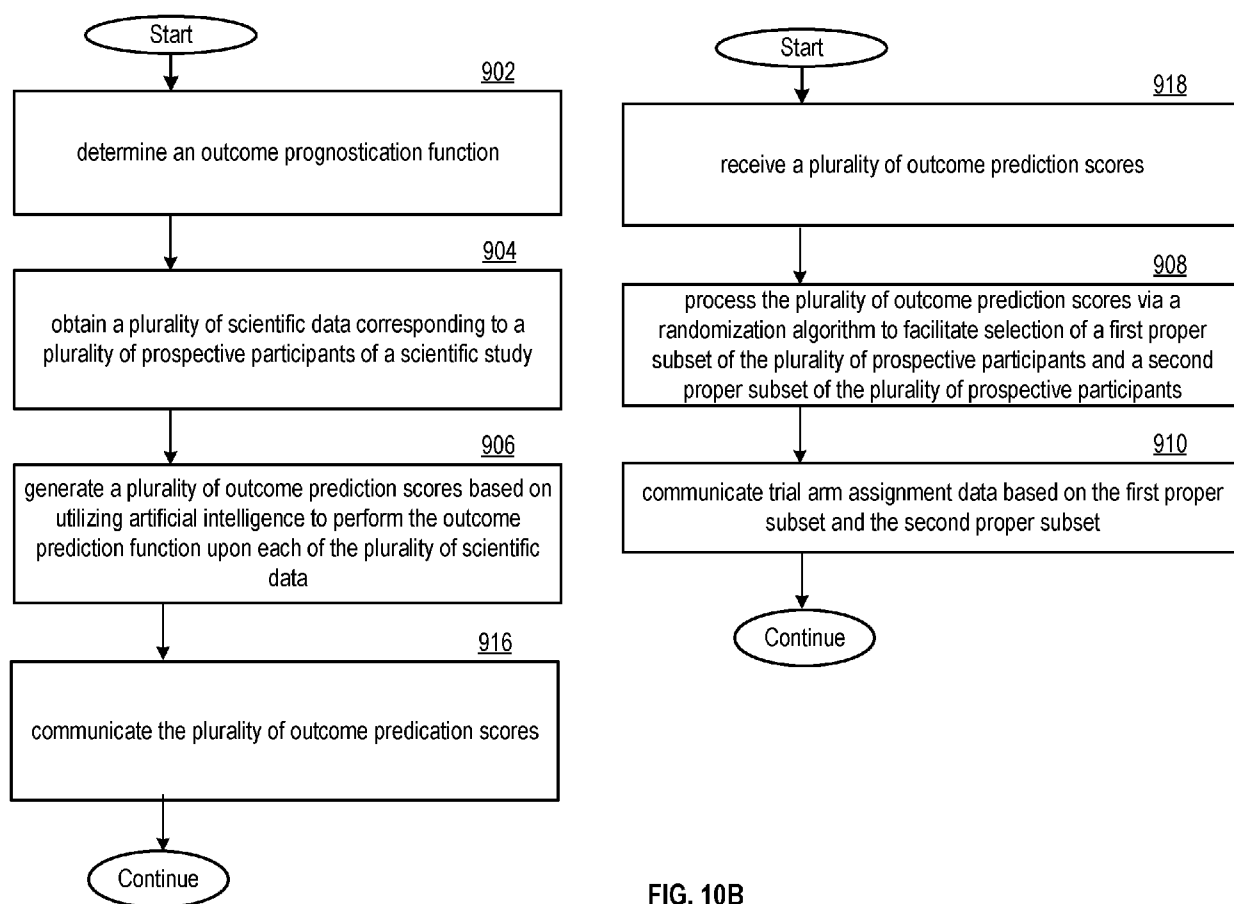 Start
902
determine an outcome prognostication function
904
obtain a plurality of scientific data corresponding to a
plurality of prospective participants of a scientific study
906
generate a plurality of outcome prediction scores based on
utilizing artificial intelligence to perform the outcome
prediction function upon each of the plurality of scientific
data
916
communicate the plurality of outcome predication scores
Continue
Start
918
receive a plurality of outcome prediction scores
908
process the plurality of outcome prediction scores via a
randomization algorithm to facilitate selection of a first proper
subset of the plurality of prospective participants and a second
proper subset of the plurality of prospective participants
910
communicate trial arm assignment data based on the first proper
subset and the second proper subset
Continue
FIG. 10B